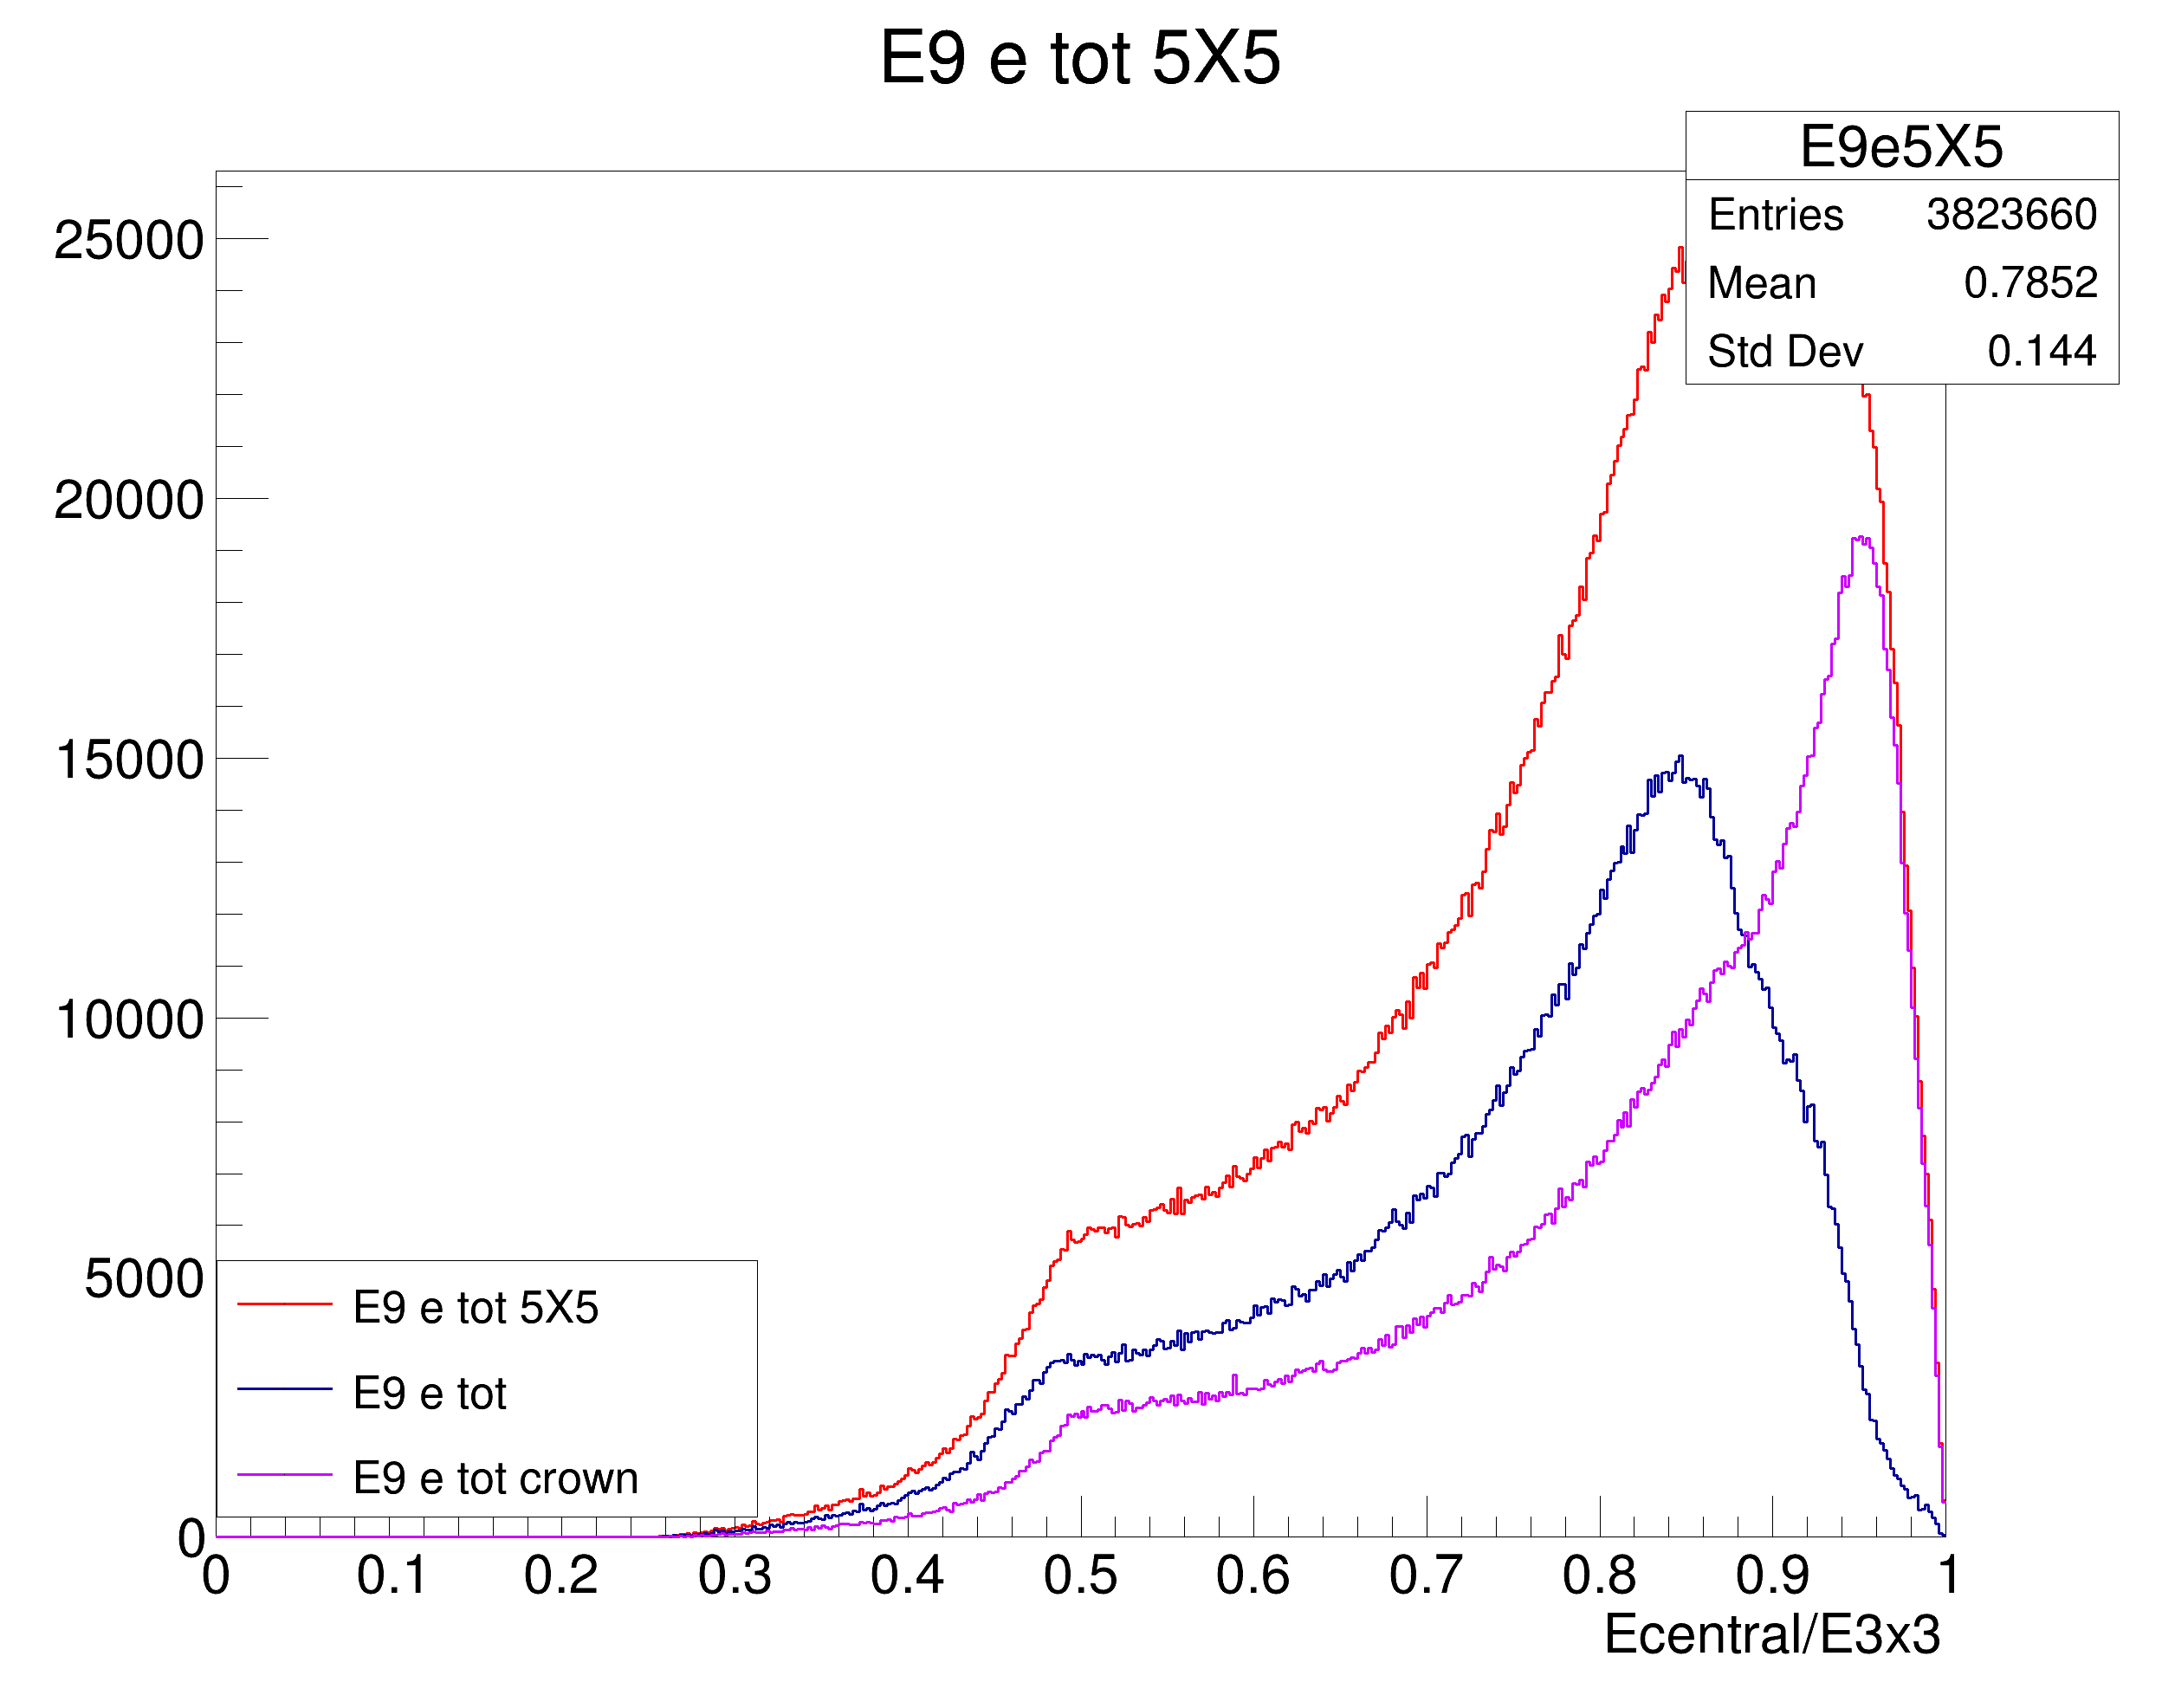 E9 e tot 5X5
E9e5X5
Entries 3823660
Mean 0.7852
Std Dev 0.144
25000
20000
15000
10000
5000
0
E9 e tot 5X5
E9 e tot
E9 e tot crown
0 0.1 0.2 0.3 0.4 0.5 0.6 0.7 0.8 0.9 1
Ecentral/E3x3